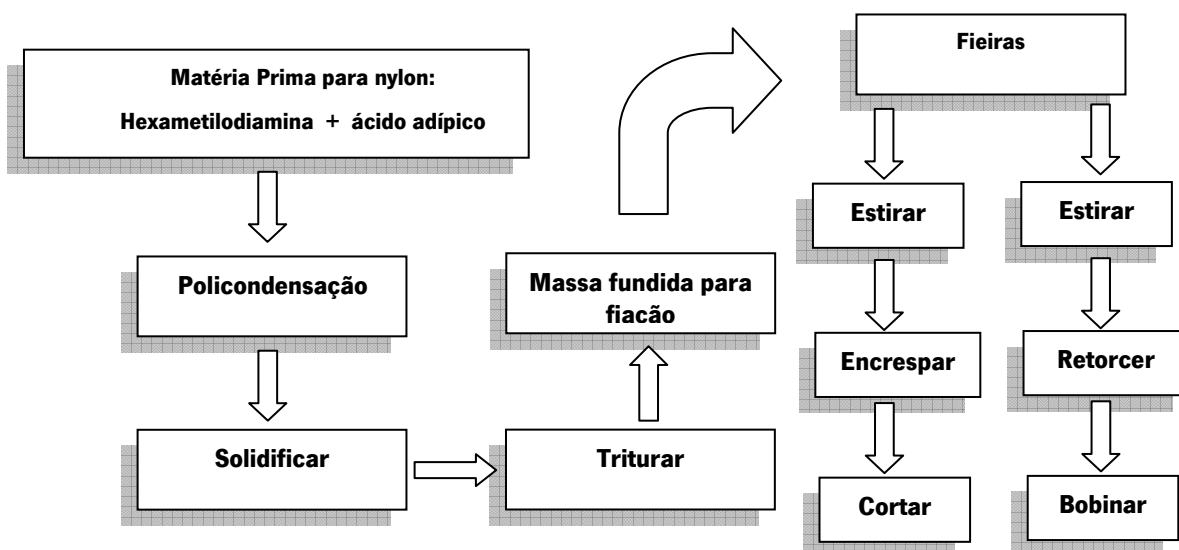 Matéria Prima para nylon:
Hexametilodiamina + ácido adípico
Policondensação
Solidificar
Triturar
Massa fundida para
fiacão
Fieiras
Estirar
Encrespar
Cortar
Estirar
Retorcer
Bobinar